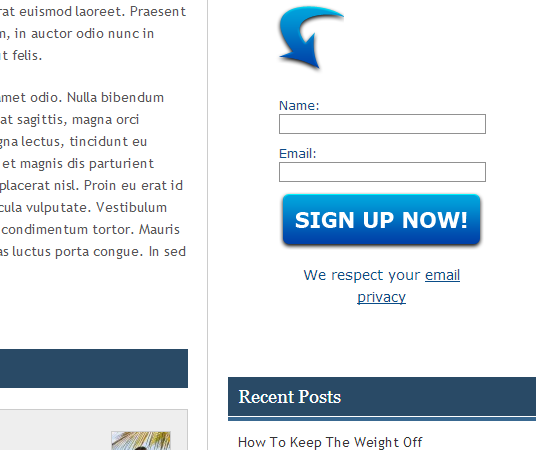 rat euismod laoreet. Praesent
n, in auctor odio nunc in
ut felis.
amet odio. Nulla bibendum
at sagittis, magna orci
gna lectus, tincidunt eu
et magnis dis parturient
placerat nisl. Proin eu erat id
cula vulputate. Vestibulum
condimentum tortor. Mauris
as luctus porta congue. In sed
Name:
Email:
SIGN UP NOW!
We respect your email
privacy
Recent Posts
How To Keep The Weight Off